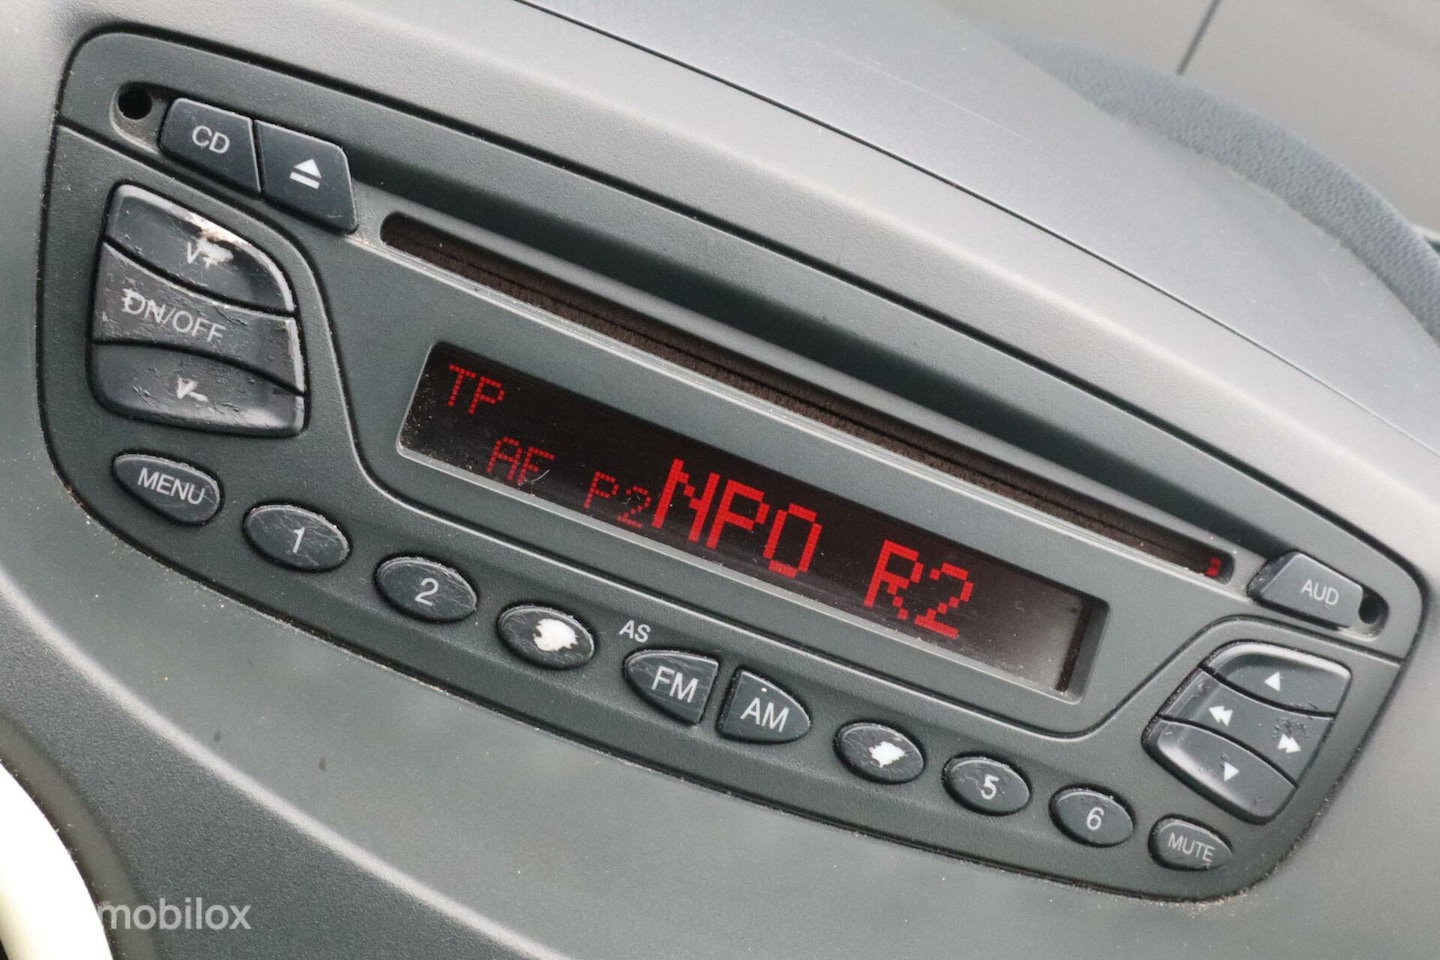 CD
V+
ON/OFF
V-
TP
AF P2 NPO R2
MENU
1
2
AS
FM
AM
5
6
MUTE
AUD
mobilox